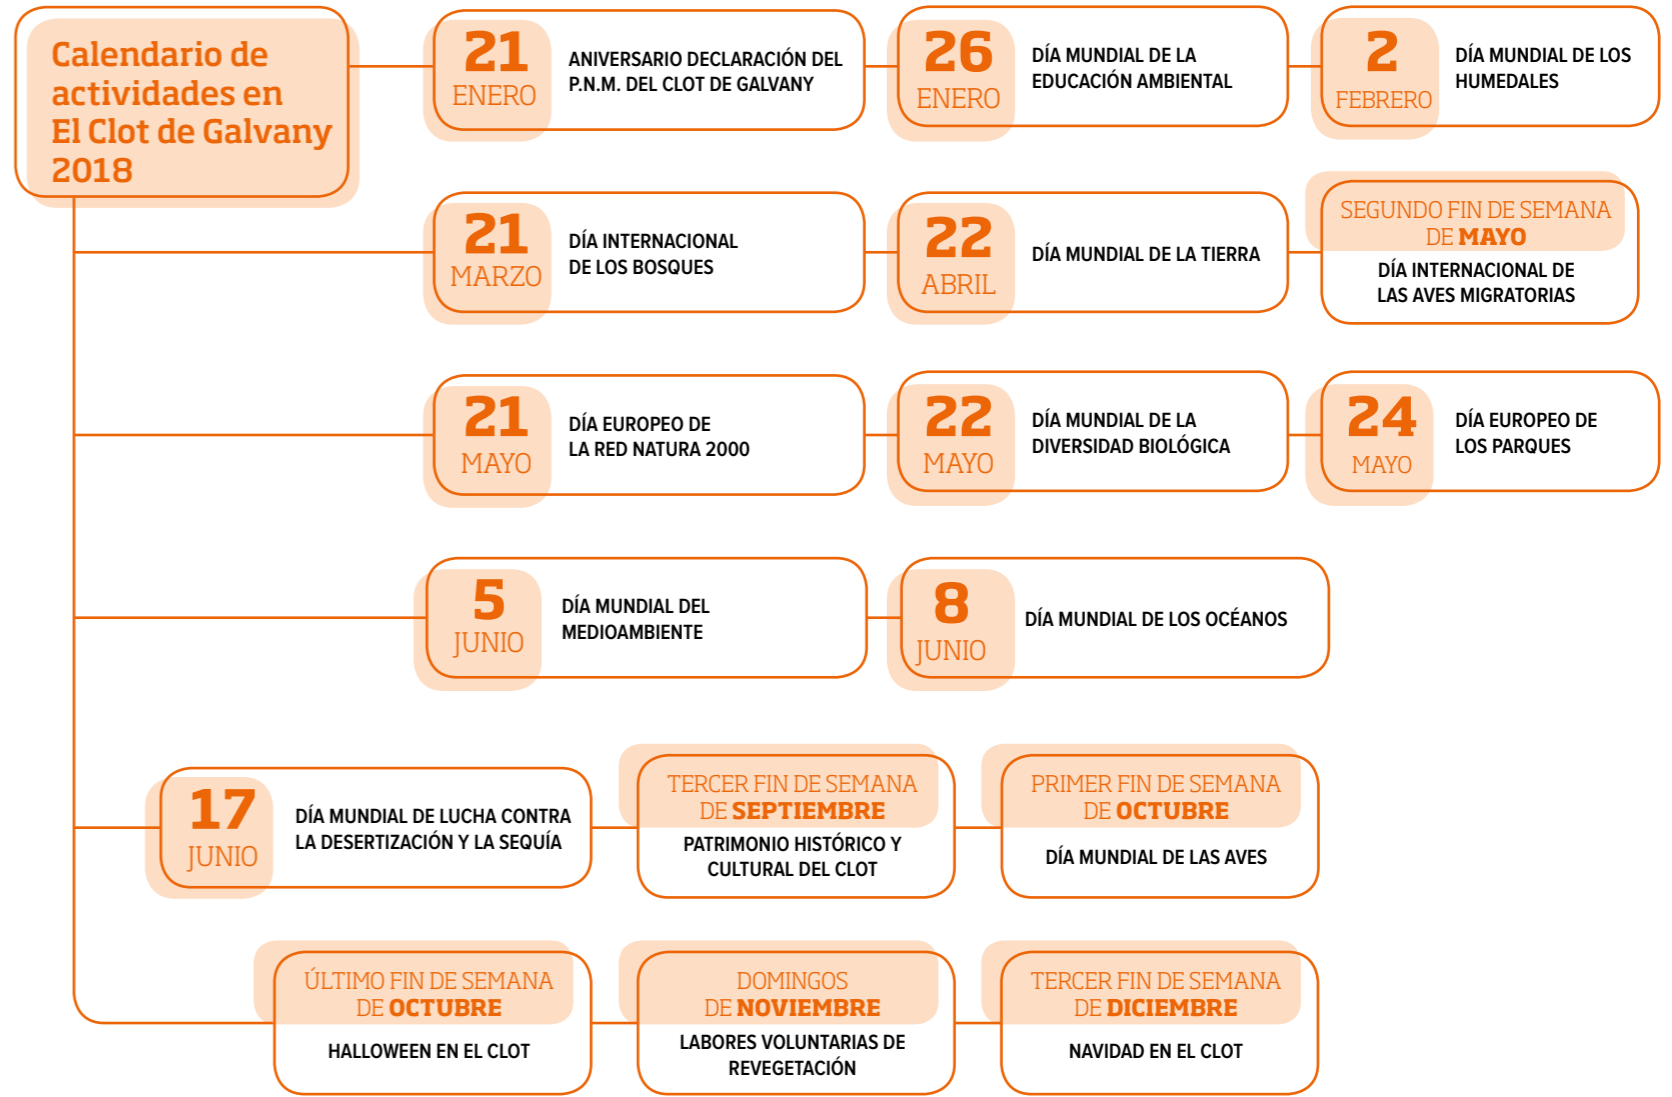 Calendario de
actividades en
El Clot de Galvany
2018
21
ENERO
ANIVERSARIO DECLARACIÓN DEL
P.N.M. DEL CLOT DE GALVANY
26
ENERO
DÍA MUNDIAL DE LA
EDUCACIÓN AMBIENTAL
2
FEBRERO
DÍA MUNDIAL DE LOS
HUMEDALES
21
MARZO
DÍA INTERNACIONAL
DE LOS BOSQUES
22
ABRIL
DÍA MUNDIAL DE LA TIERRA
SEGUNDO FIN DE SEMANA
DE MAYO
DÍA INTERNACIONAL DE
LAS AVES MIGRATORIAS
21
MAYO
DÍA EUROPEO DE
LA RED NATURA 2000
22
MAYO
DÍA MUNDIAL DE LA
DIVERSIDAD BIOLÓGICA
24
MAYO
DÍA EUROPEO DE
LOS PARQUES
5
JUNIO
DÍA MUNDIAL DEL
MEDIOAMBIENTE
8
JUNIO
DÍA MUNDIAL DE LOS OCÉANOS
17
JUNIO
DÍA MUNDIAL DE LUCHA CONTRA
LA DESERTIZACIÓN Y LA SEQUÍA
TERCER FIN DE SEMANA
DE SEPTIEMBRE
PATRIMONIO HISTÓRICO Y
CULTURAL DEL CLOT
PRIMER FIN DE SEMANA
DE OCTUBRE
DÍA MUNDIAL DE LAS AVES
ÚLTIMO FIN DE SEMANA
DE OCTUBRE
HALLOWEEN EN EL CLOT
DOMINGOS
DE NOVIEMBRE
LABORES VOLUNTARIAS DE
REVEGETACIÓN
TERCER FIN DE SEMANA
DE DICIEMBRE
NAVIDAD EN EL CLOT